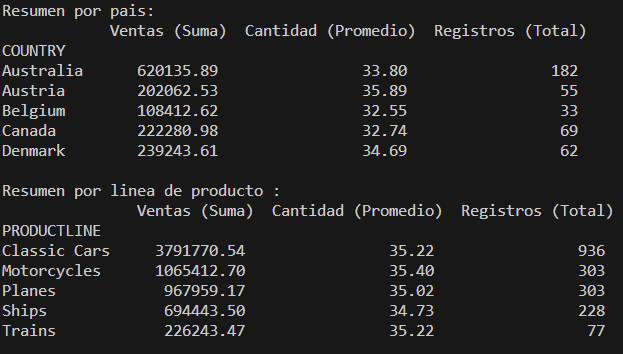 Resumen por pais:
Ventas (Suma) Cantidad (Promedio) Registros (Total)
COUNTRY
Australia 620135.89 33.80 182
Austria 202062.53 35.89 55
Belgium 108412.62 32.55 33
Canada 222280.98 32.74 69
Denmark 239243.61 34.69 62
Resumen por linea de producto :
Ventas (Suma) Cantidad (Promedio) Registros (Total)
PRODUCTLINE
Classic Cars 3791770.54 35.22 936
Motorcycles 1065412.70 35.40 303
Planes 967959.17 35.02 303
Ships 694443.50 34.73 228
Trains 226243.47 35.22 77